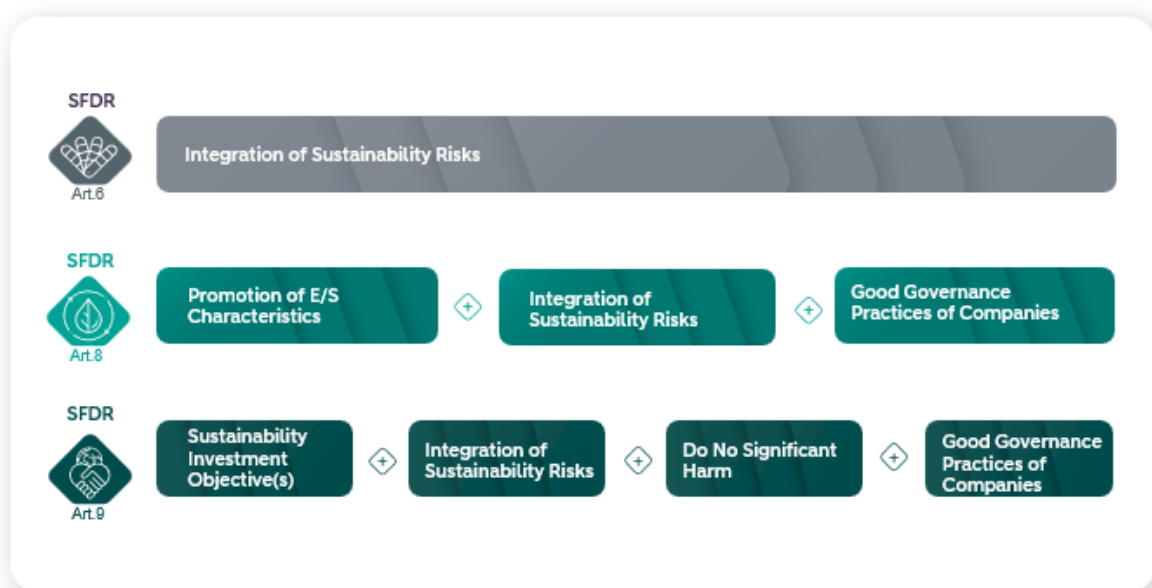 SFDR
Integration of Sustainability Risks
Art.6
SFDR
Promotion of E/S
Characteristics
Integration of
Sustainability Risks
Good Governance
Practices of Companies
Art.8
SFDR
Sustainability
Investment
Objective(s)
Integration of
Sustainability Risks
Do No Significant
Harm
Good Governance
Practices of
Companies
Art.9